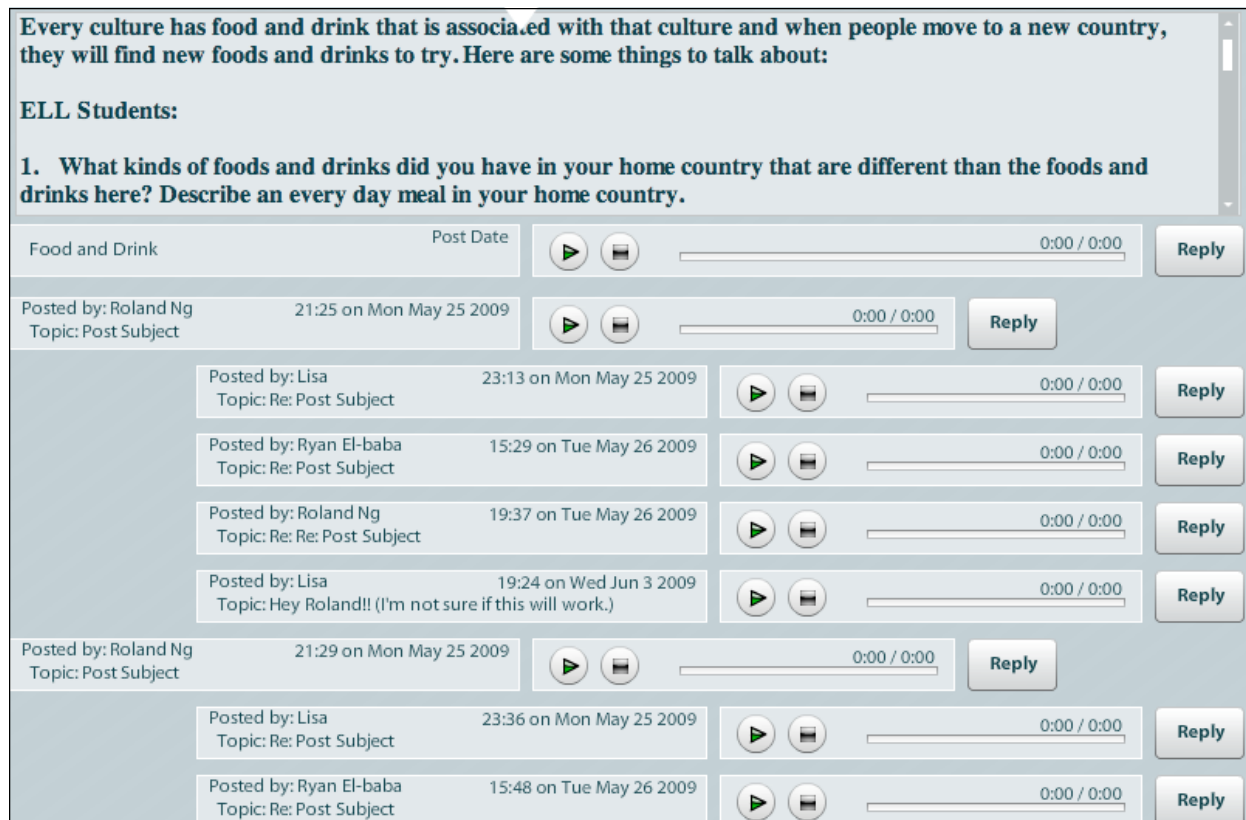 Every culture has food and drink that is associated with that culture and when people move to a new country,
they will find new foods and drinks to try. Here are some things to talk about:
ELL Students:
1. What kinds of foods and drinks did you have in your home country that are different than the foods and
drinks here? Describe an every day meal in your home country.
Food and Drink Post Date 0:00 / 0:00 Reply
Posted by: Roland Ng 21:25 on Mon May 25 2009 0:00 / 0:00 Reply
Topic: Post Subject
Posted by: Lisa 23:13 on Mon May 25 2009 0:00 / 0:00 Reply
Topic: Re: Post Subject
Posted by: Ryan El-baba 15:29 on Tue May 26 2009 0:00 / 0:00 Reply
Topic: Re: Post Subject
Posted by: Roland Ng 19:37 on Tue May 26 2009 0:00 / 0:00 Reply
Topic: Re: Re: Post Subject
Posted by: Lisa 19:24 on Wed Jun 3 2009 0:00 / 0:00 Reply
Topic: Hey Roland!! (I'm not sure if this will work.)
Posted by: Roland Ng 21:29 on Mon May 25 2009 0:00 / 0:00 Reply
Topic: Post Subject
Posted by: Lisa 23:36 on Mon May 25 2009 0:00 / 0:00 Reply
Topic: Re: Post Subject
Posted by: Ryan El-baba 15:48 on Tue May 26 2009 0:00 / 0:00 Reply
Topic: Re: Post Subject